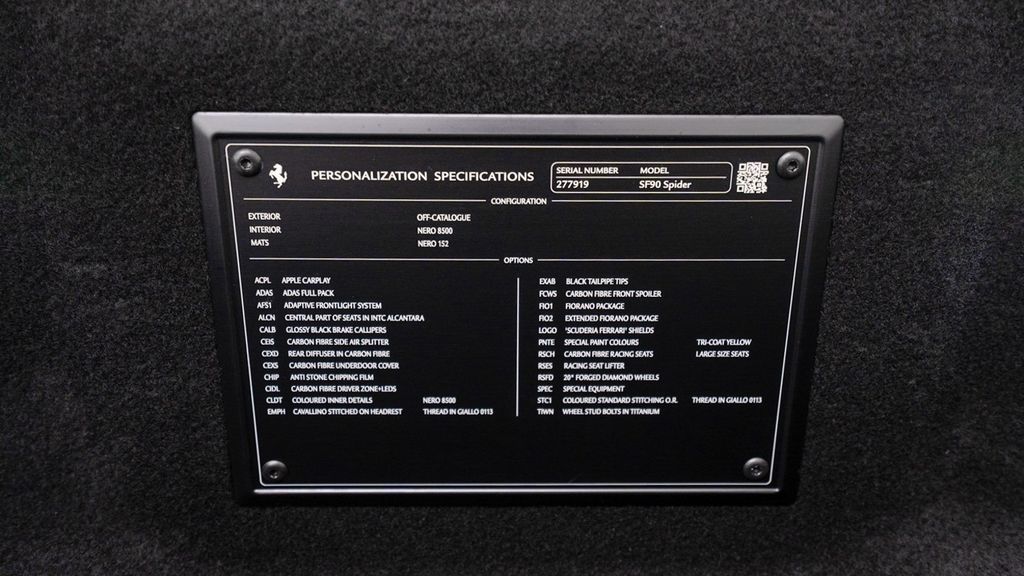 PERSONALIZATION SPECIFICATIONS
SERIAL NUMBER MODEL
277919 SF90 Spider
CONFIGURATION
EXTERIOR OFF-CATALOGUE
INTERIOR NERO 8500
MATS NERO 152
OPTIONS
ACPL APPLE CARPLAY
ADAS ADAS FULL PACK
AFS1 ADAPTIVE FRONTLIGHT SYSTEM
ALCN CENTRAL PART OF SEATS IN INTC ALCANTARA
CALB GLOSSY BLACK BRAKE CALLIPERS
CEIS CARBON FIBRE SIDE AIR SPLITTER
CEXD REAR DIFFUSER IN CARBON FIBRE
CEXS CARBON FIBRE UNDERDOOR COVER
CHIP ANTI STONE CHIPPING FILM
CIDL CARBON FIBRE DRIVER ZONE+LEDS
CLDT COLOURED INNER DETAILS NERO 8500
EMPH CAVALLINO STITCHED ON HEADREST THREAD IN GIALLO 0113
EXAB BLACK TAILPIPE TIPS
FCWS CARBON FIBRE FRONT SPOILER
FIO1 FIORANO PACKAGE
FIO2 EXTENDED FIORANO PACKAGE
LOGO 'SCUDERIA FERRARI' SHIELDS
PNTE SPECIAL PAINT COLOURS TRI-COAT YELLOW
RSCH CARBON FIBRE RACING SEATS LARGE SIZE SEATS
RSES RACING SEAT LIFTER
RSFD 20" FORGED DIAMOND WHEELS
SPEC SPECIAL EQUIPMENT
STC1 COLOURED STANDARD STITCHING O.R. THREAD IN GIALLO 0113
TIWN WHEEL STUD BOLTS IN TITANIUM